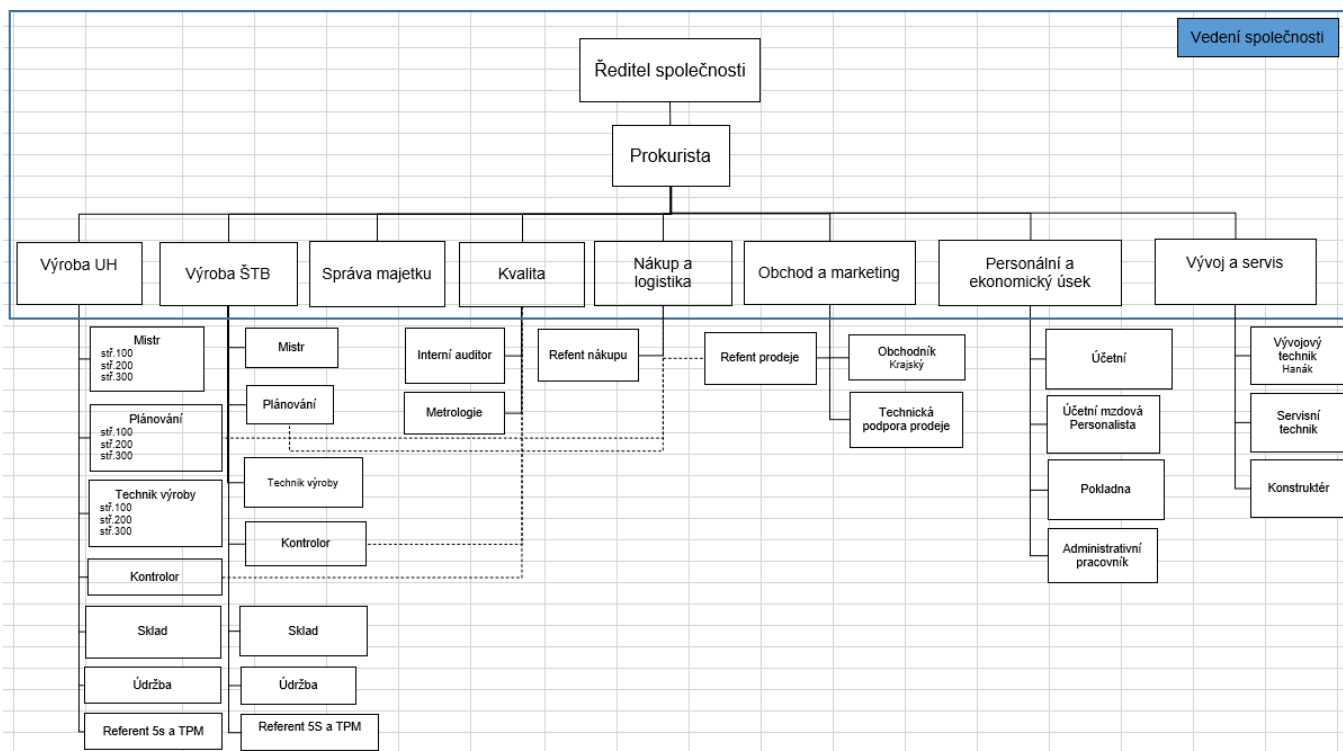 Vedení společnosti
Ředitel společnosti
Prokurista
Výroba UH
Výroba ŠTB
Správa majetku
Kvalita
Nákup a
logistika
Obchod a marketing
Personální a
ekonomický úsek
Vývoj a servis
Mistr
stř.100
stř.200
stř.300
Plánování
stř.100
stř.200
stř.300
Technik výroby
stř.100
stř.200
stř.300
Kontrolor
Sklad
Údržba
Referent 5s a TPM
Mistr
Plánování
Technik výroby
Kontrolor
Sklad
Údržba
Referent 5S a TPM
Interní auditor
Metrologie
Refent nákupu
Refent prodeje
Obchodník
Krajský
Technická
podpora prodeje
Účetní
Účetní mzdová
Personalista
Pokladna
Administrativní
pracovník
Vývojový
technik
Hanák
Servisní
technik
Konstruktér